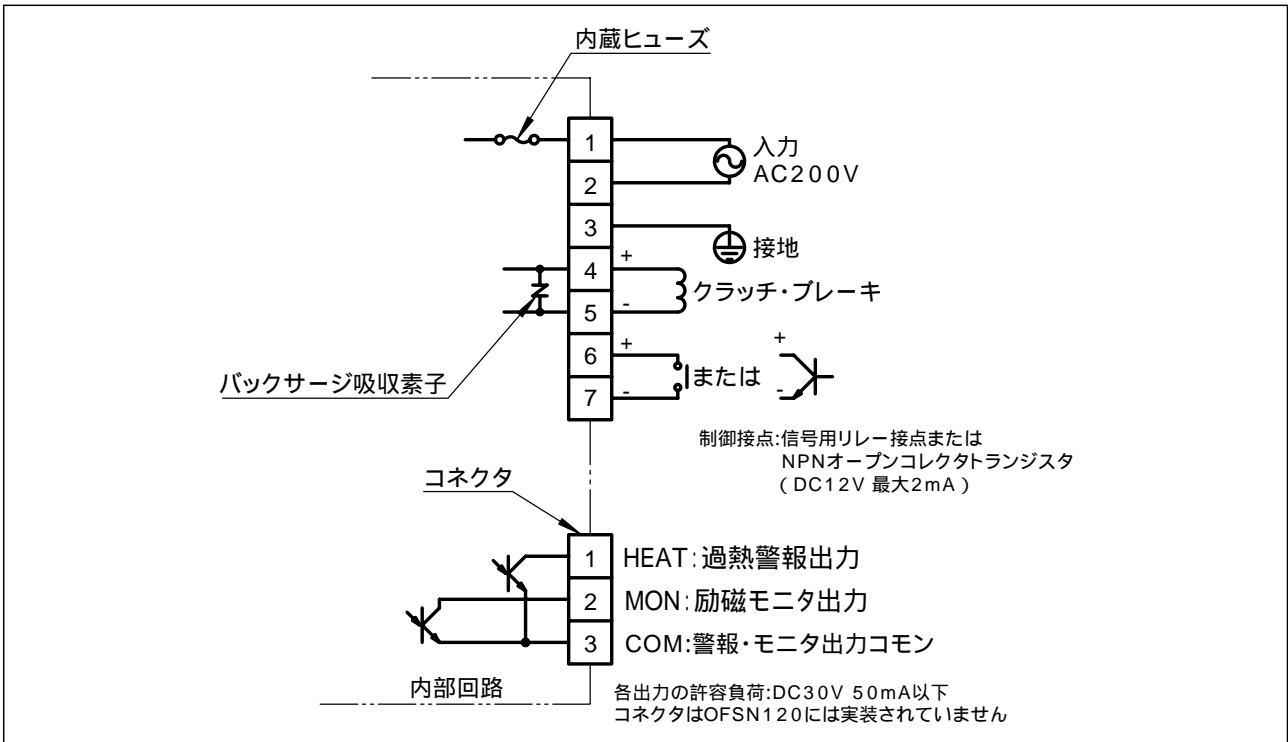 内蔵ヒューズ
1
入力
AC200V
2
3
接地
+
4
クラッチ・ブレーキ
-
5
+
6
+
または
バックサージ吸収素子
-
-
7
制御接点:信号用リレー接点または
NPNオープンコレクタトランジスタ
(DC12V 最大2mA)
コネクタ
1
HEAT:過熱警報出力
2
MON:励磁モニタ出力
3
COM:警報・モニタ出力コモン
内部回路
各出力の許容負荷:DC30V 50mA以下
コネクタはOFSN120には実装されていません